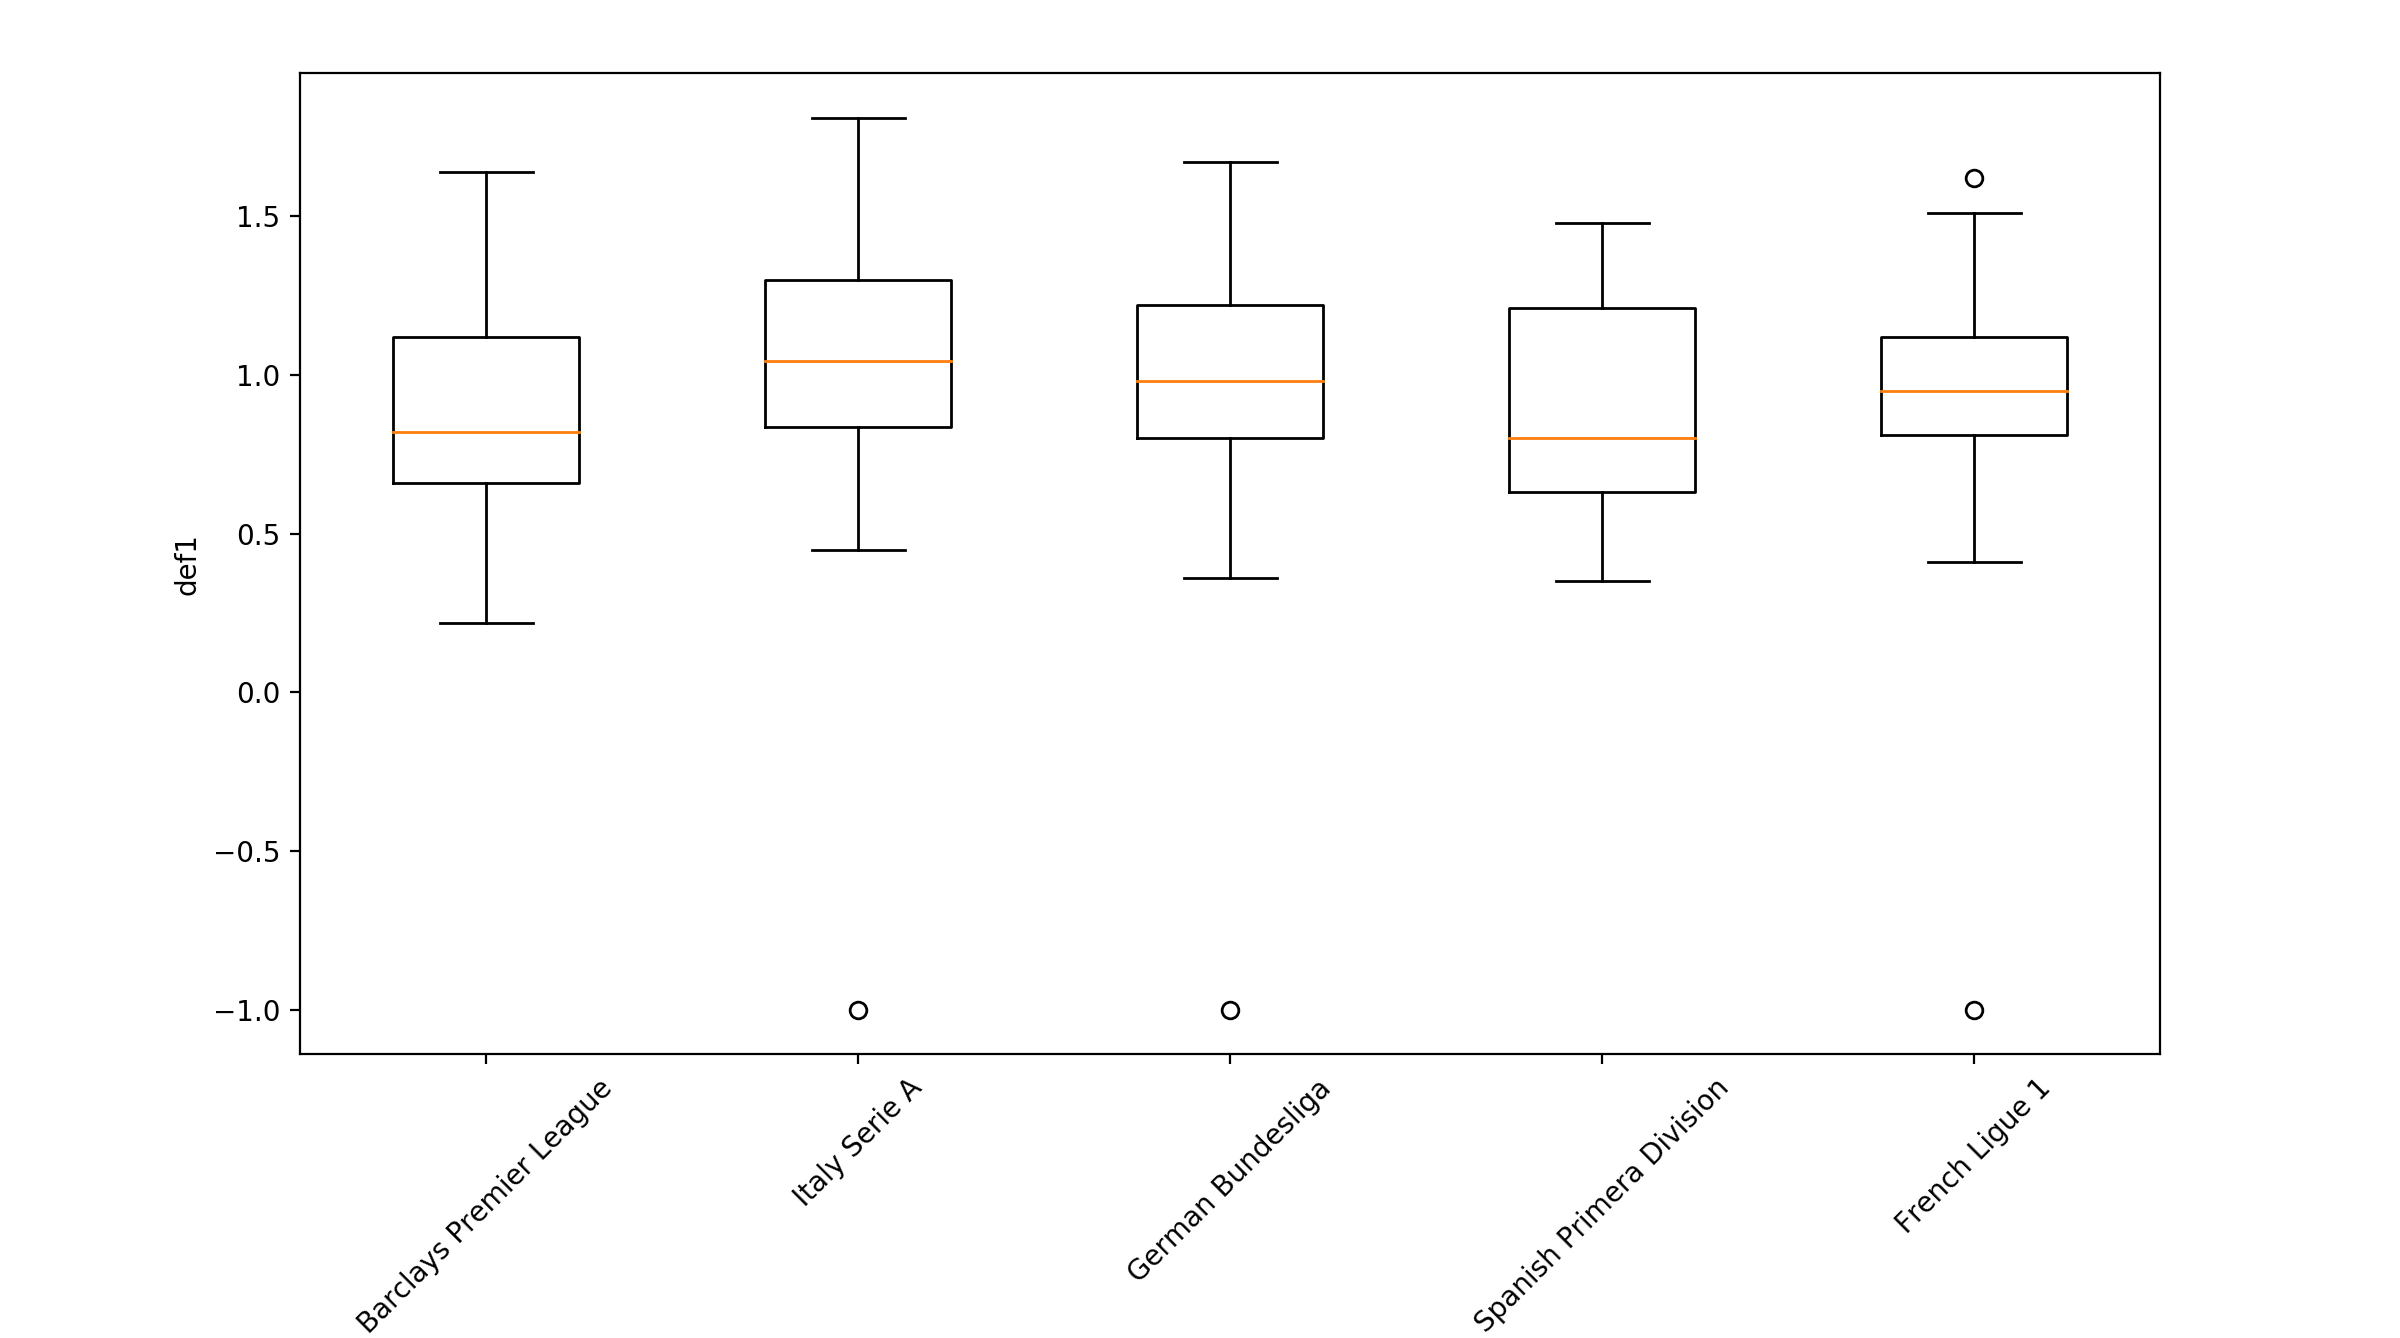 def1
1.5
1.0
0.5
0.0
−0.5
−1.0
Barclays Premier League
Italy Serie A
German Bundesliga
Spanish Primera Division
French Ligue 1